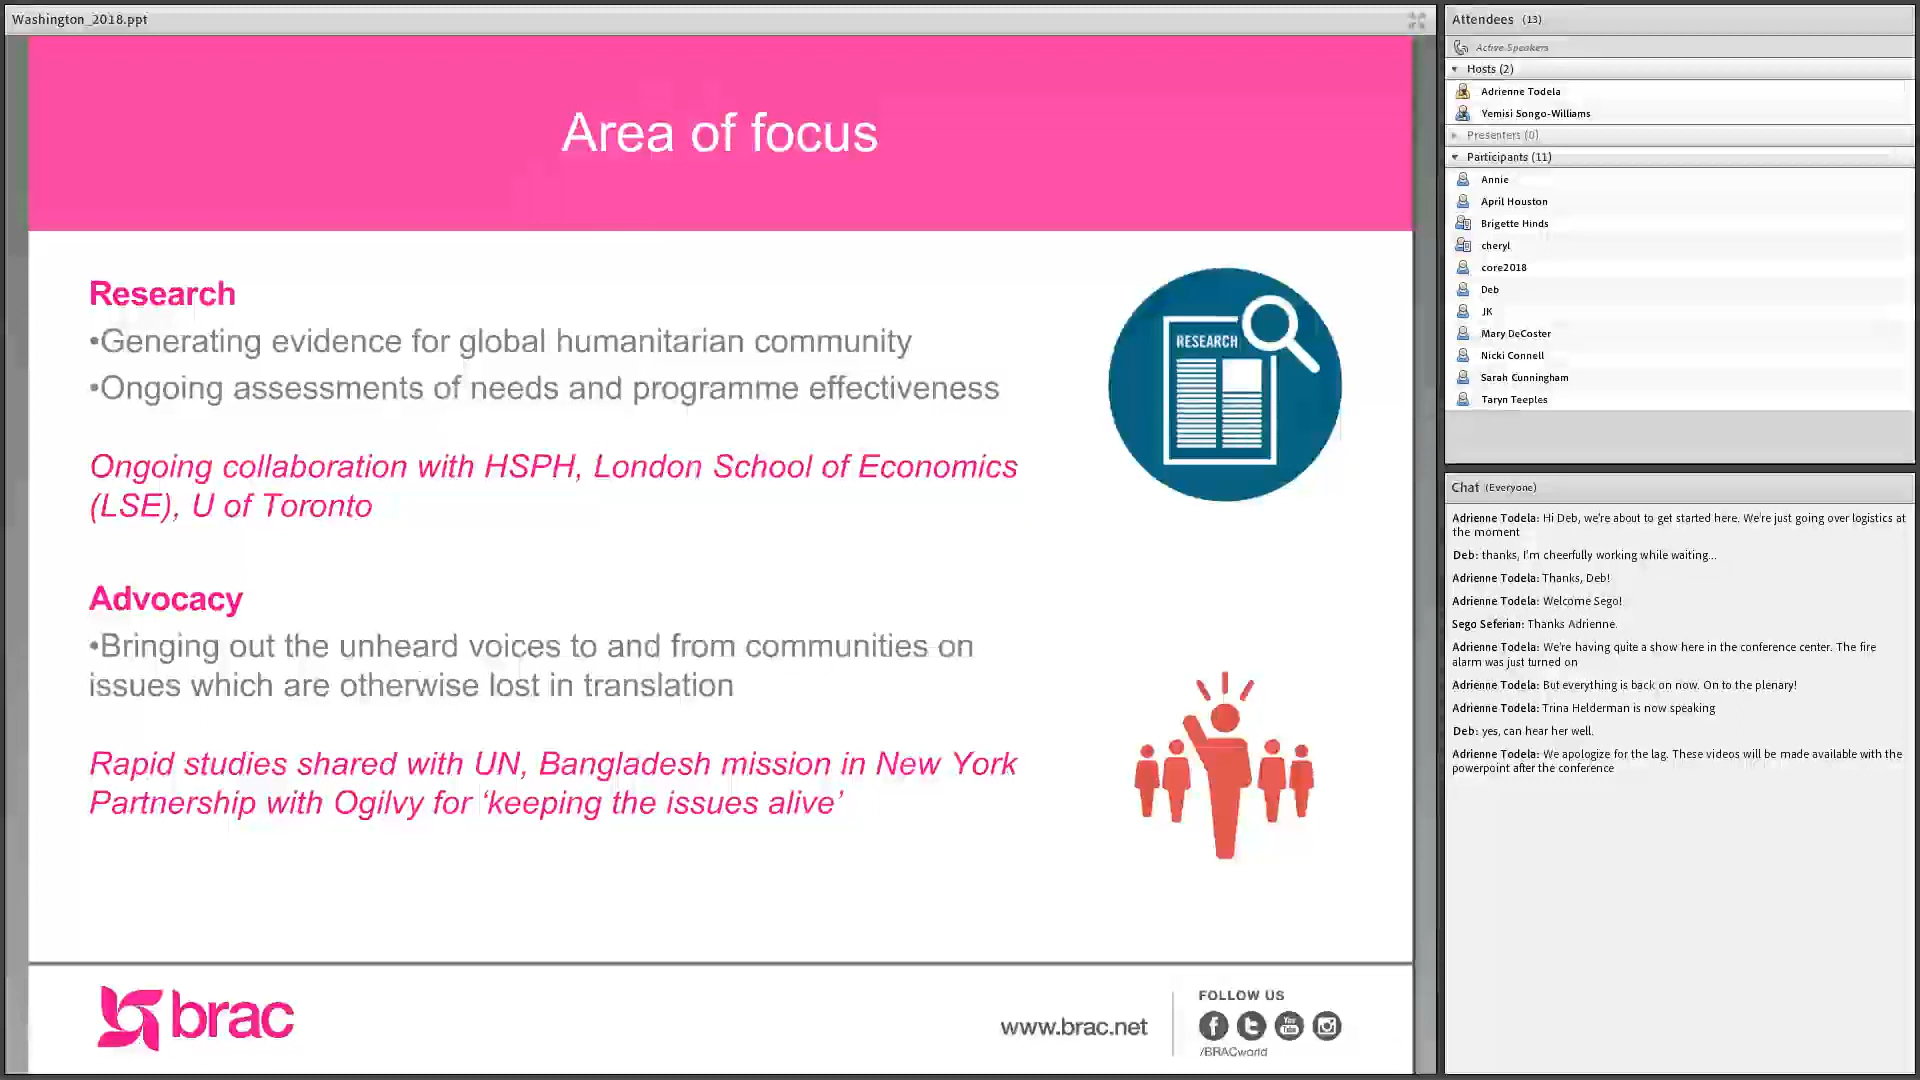 Washington_2018.ppt
Area of focus
Research
•Generating evidence for global humanitarian community
•Ongoing assessments of needs and programme effectiveness
Ongoing collaboration with HSPH, London School of Economics
(LSE), U of Toronto
RESEARCH
Advocacy
•Bringing out the unheard voices to and from communities on
issues which are otherwise lost in translation
Rapid studies shared with UN, Bangladesh mission in New York
Partnership with Ogilvy for ‘keeping the issues alive’
brac
www.brac.net
FOLLOW US
f t You Tube
/BRACworld
Attendees (13)
Active Speakers
Hosts (2)
Adrienne Todela
Yemisi Songo-Williams
Presenters (0)
Participants (11)
Annie
April Houston
Brigette Hinds
cheryl
core2018
Deb
JK
Mary DeCoster
Nicki Connell
Sarah Cunningham
Taryn Teeples
Chat (Everyone)
Adrienne Todela: Hi Deb, we're about to get started here. We're just going over logistics at
the moment
Deb: thanks, I'm cheerfully working while waiting...
Adrienne Todela: Thanks, Deb!
Adrienne Todela: Welcome Sego!
Sego Seferian: Thanks Adrienne.
Adrienne Todela: We're having quite a show here in the conference center. The fire
alarm was just turned on
Adrienne Todela: But everything is back on now. On to the plenary!
Adrienne Todela: Trina Helderman is now speaking
Deb: yes, can hear her well.
Adrienne Todela: We apologize for the lag. These videos will be made available with the
powerpoint after the conference